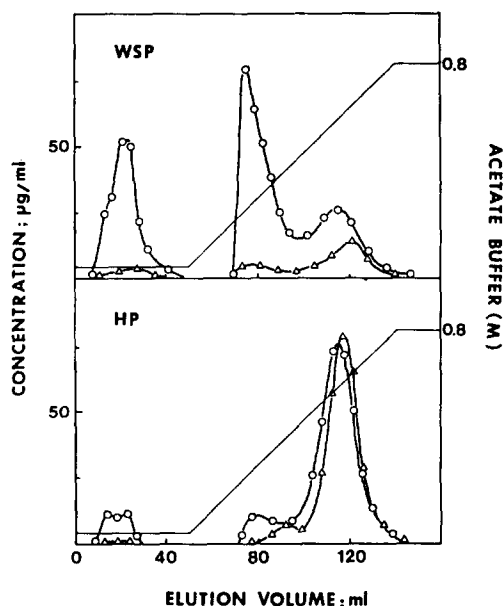 WSP
0.8
50
HP
0.8
50
0 40 80 120
CONCENTRATION; µg/ml
ACETATE BUFFER (M)
ELUTION VOLUME; ml